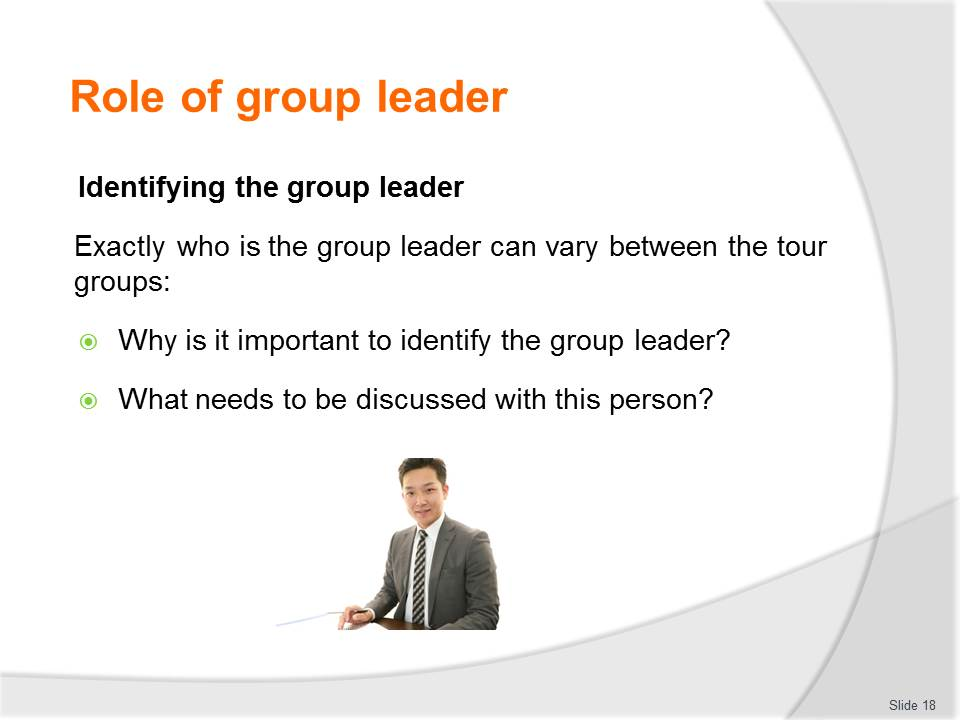 Role of group leader
Identifying the group leader
Exactly who is the group leader can vary between the tour
groups:
Why is it important to identify the group leader?
What needs to be discussed with this person?
Slide 18